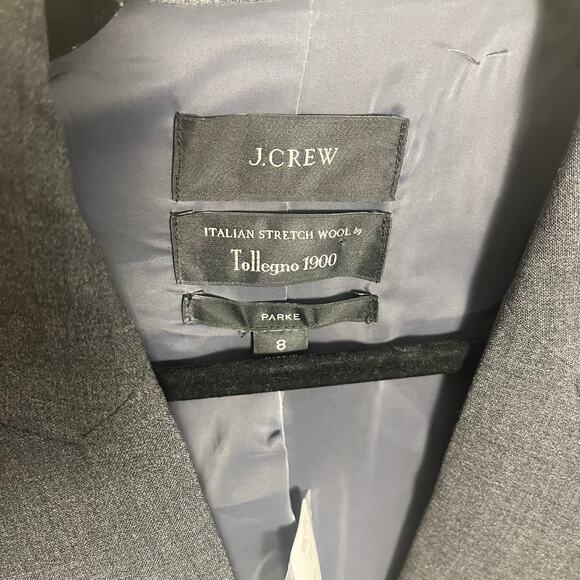 J.CREW
ITALIAN STRETCH WOOL by
Tollegno 1900
PARKE
8